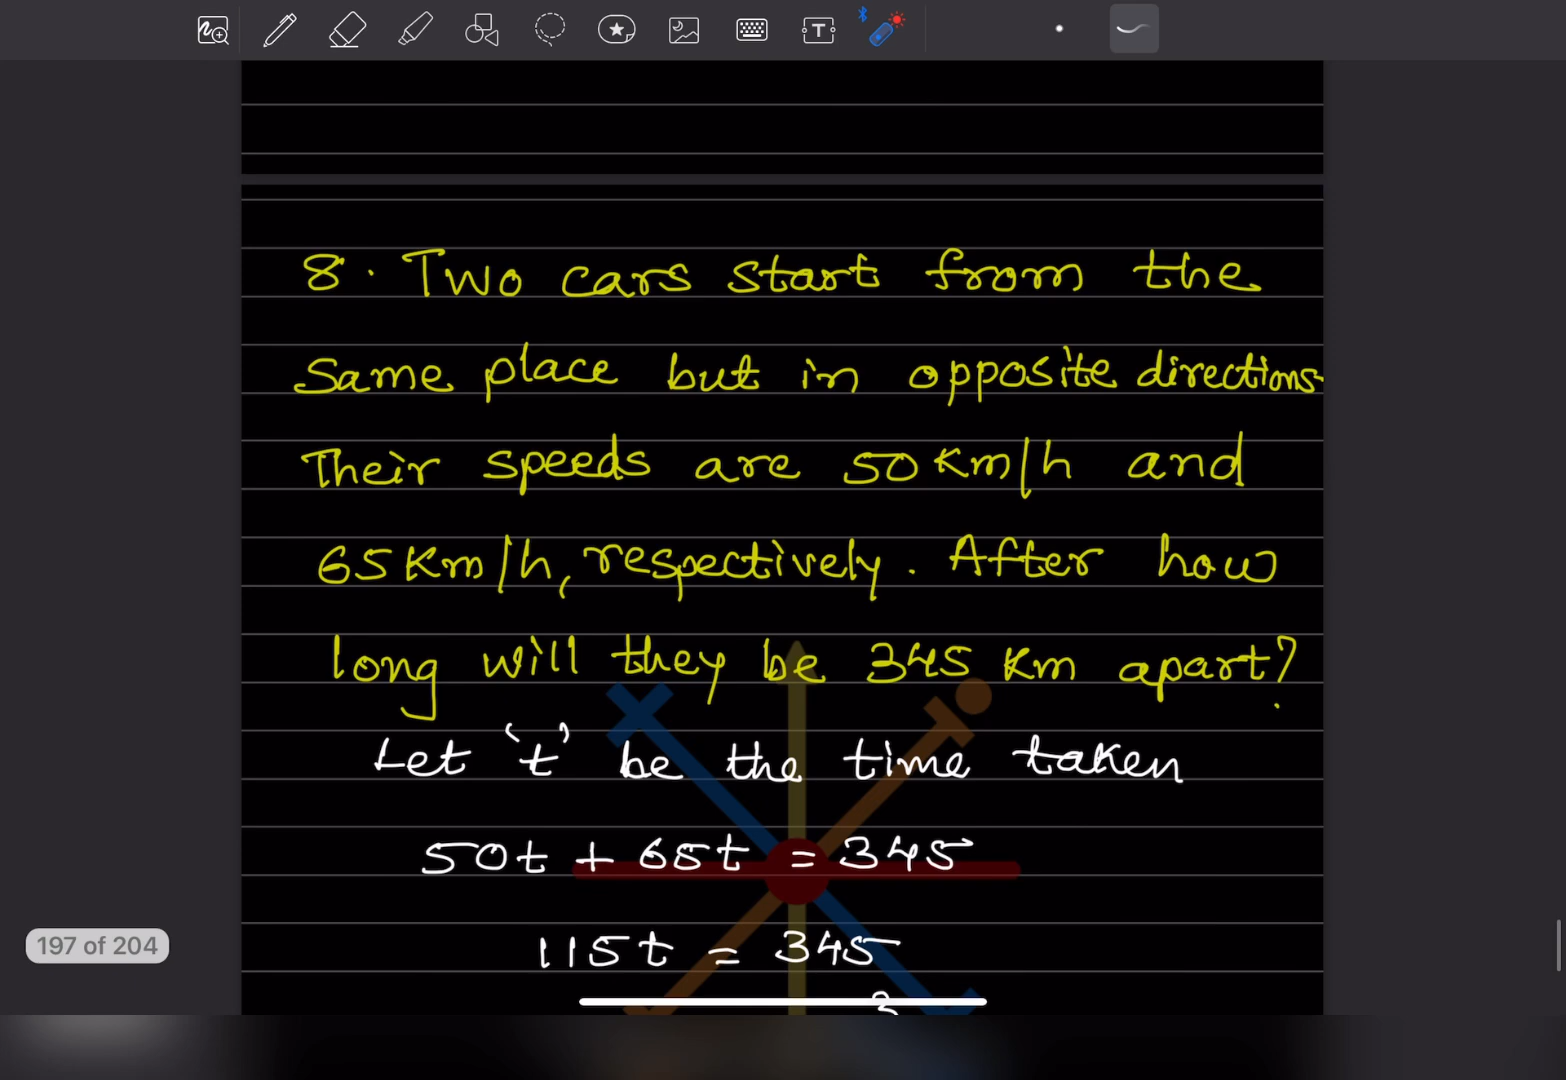 8. Two cars start from the
same place but in opposite directions.
Their speeds are 50 Km/h and
65 Km/h, respectively. After how
long will they be 345 Km apart?
Let 't' be the time taken
50t + 65t = 345
115t = 345
197 of 204